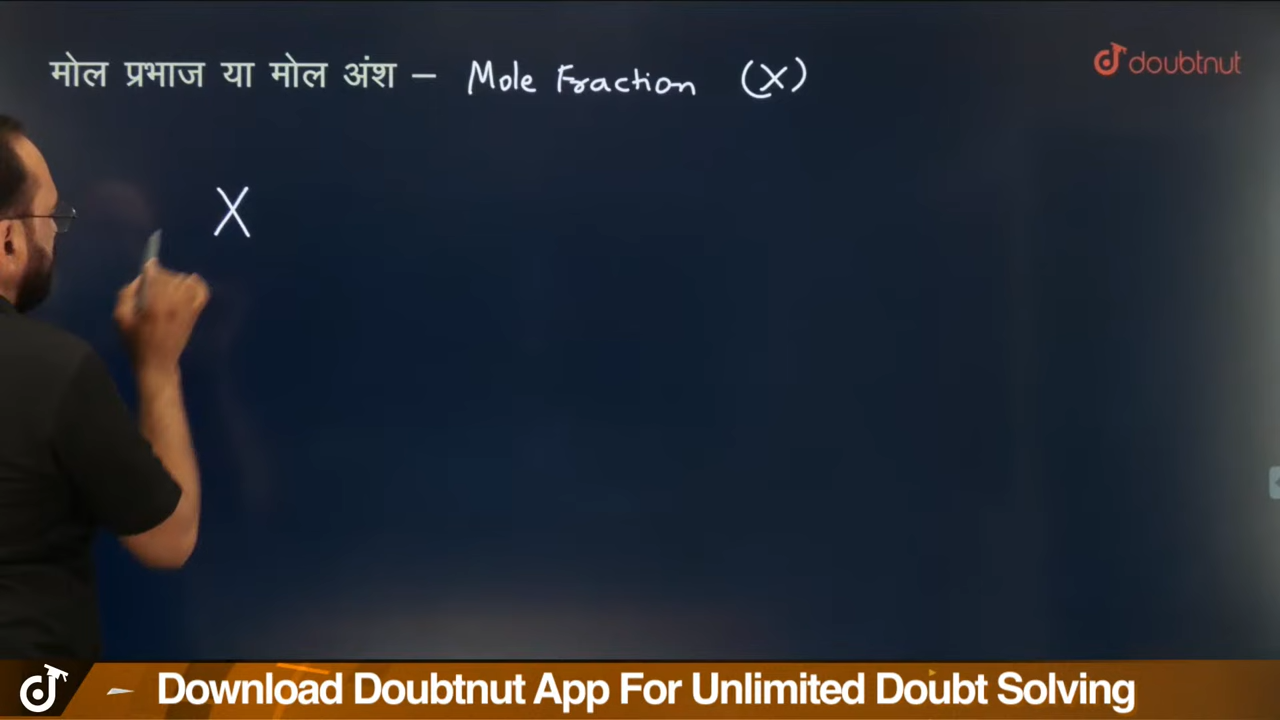 मोल प्रभाज या मोल अंश – Mole Fraction (X)
doubtnut
X
Download Doubtnut App For Unlimited Doubt Solving